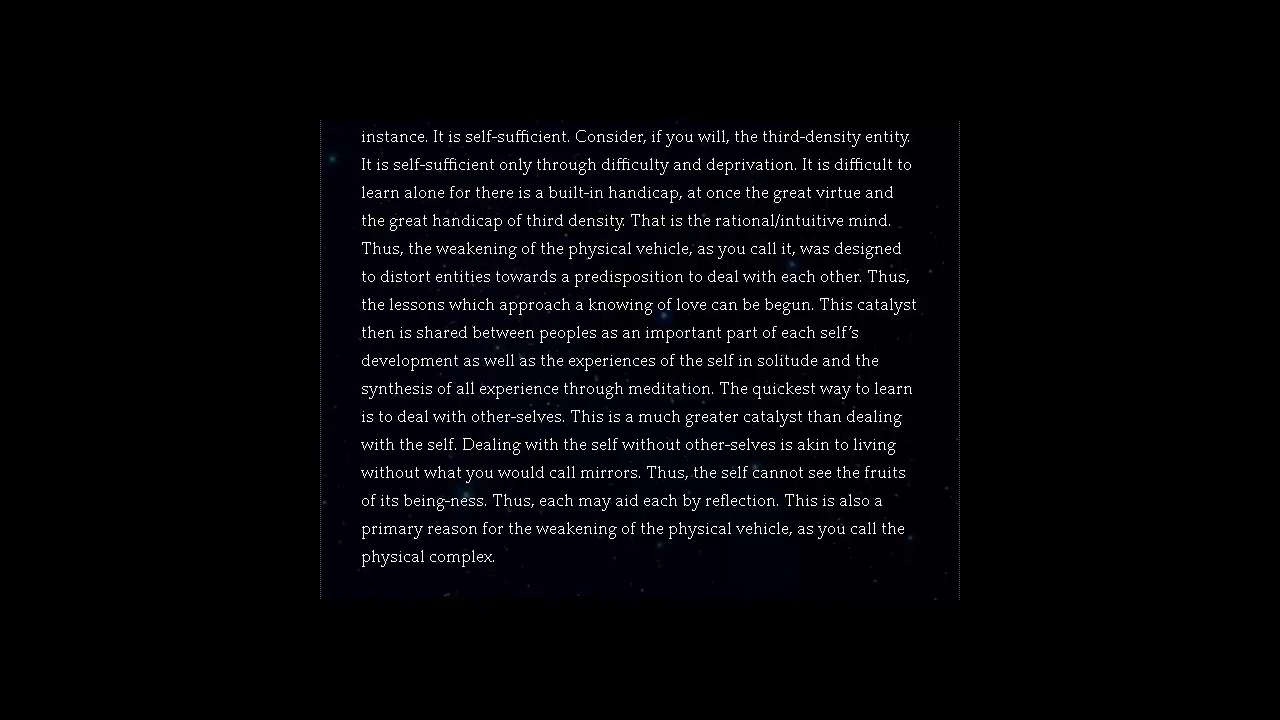 instance. It is self-sufficient. Consider, if you will, the third-density entity.
It is self-sufficient only through difficulty and deprivation. It is difficult to
learn alone for there is a built-in handicap, at once the great virtue and
the great handicap of third density. That is the rational/intuitive mind.
Thus, the weakening of the physical vehicle, as you call it, was designed
to distort entities towards a predisposition to deal with each other. Thus,
the lessons which approach a knowing of love can be begun. This catalyst
then is shared between peoples as an important part of each self’s
development as well as the experiences of the self in solitude and the
synthesis of all experience through meditation. The quickest way to learn
is to deal with other-selves. This is a much greater catalyst than dealing
with the self. Dealing with the self without other-selves is akin to living
without what you would call mirrors. Thus, the self cannot see the fruits
of its being-ness. Thus, each may aid each by reflection. This is also a
primary reason for the weakening of the physical vehicle, as you call the
physical complex.